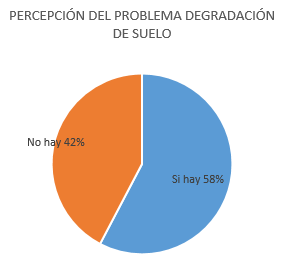 PERCEPCIÓN DEL PROBLEMA DEGRADACIÓN
DE SUELO
No hay 42%
Si hay 58%